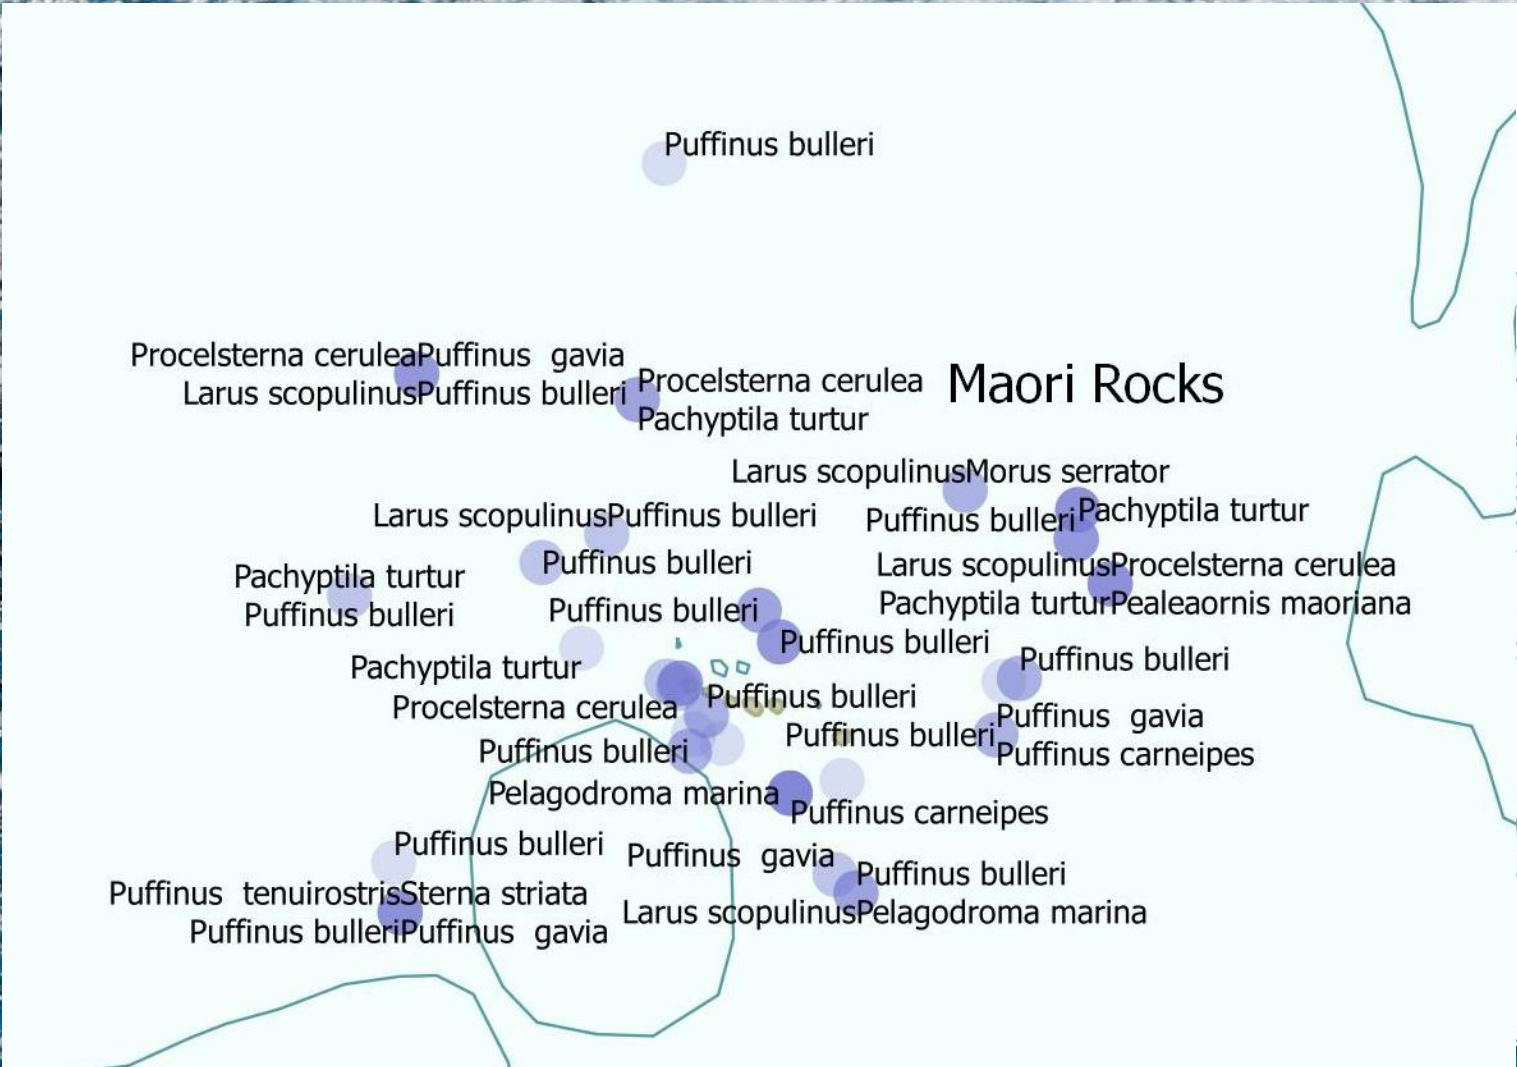 Puffinus bulleri
Procelsterna ceruleaPuffinus  gavia
Larus scopulinusPuffinus bulleri
Procelsterna cerulea
Pachyptila turtur
Maori Rocks
Larus scopulinusMorus serrator
Puffinus bulleri
Pachyptila turtur
Larus scopulinusPuffinus bulleri
Puffinus bulleri
Larus scopulinusProcelsterna cerulea
Pachyptila turturPealeaornis maoriana
Pachyptila turtur
Puffinus bulleri
Puffinus bulleri
Puffinus bulleri
Puffinus bulleri
Pachyptila turtur
Procelsterna cerulea
Puffinus bulleri
Puffinus bulleri
Puffinus  gavia
Puffinus carneipes
Puffinus bulleri
Pelagodroma marina
Puffinus carneipes
Puffinus bulleri
Puffinus  gavia
Puffinus bulleri
Larus scopulinusPelagodroma marina
Puffinus  tenuirostrisSterna striata
Puffinus bulleriPuffinus  gavia